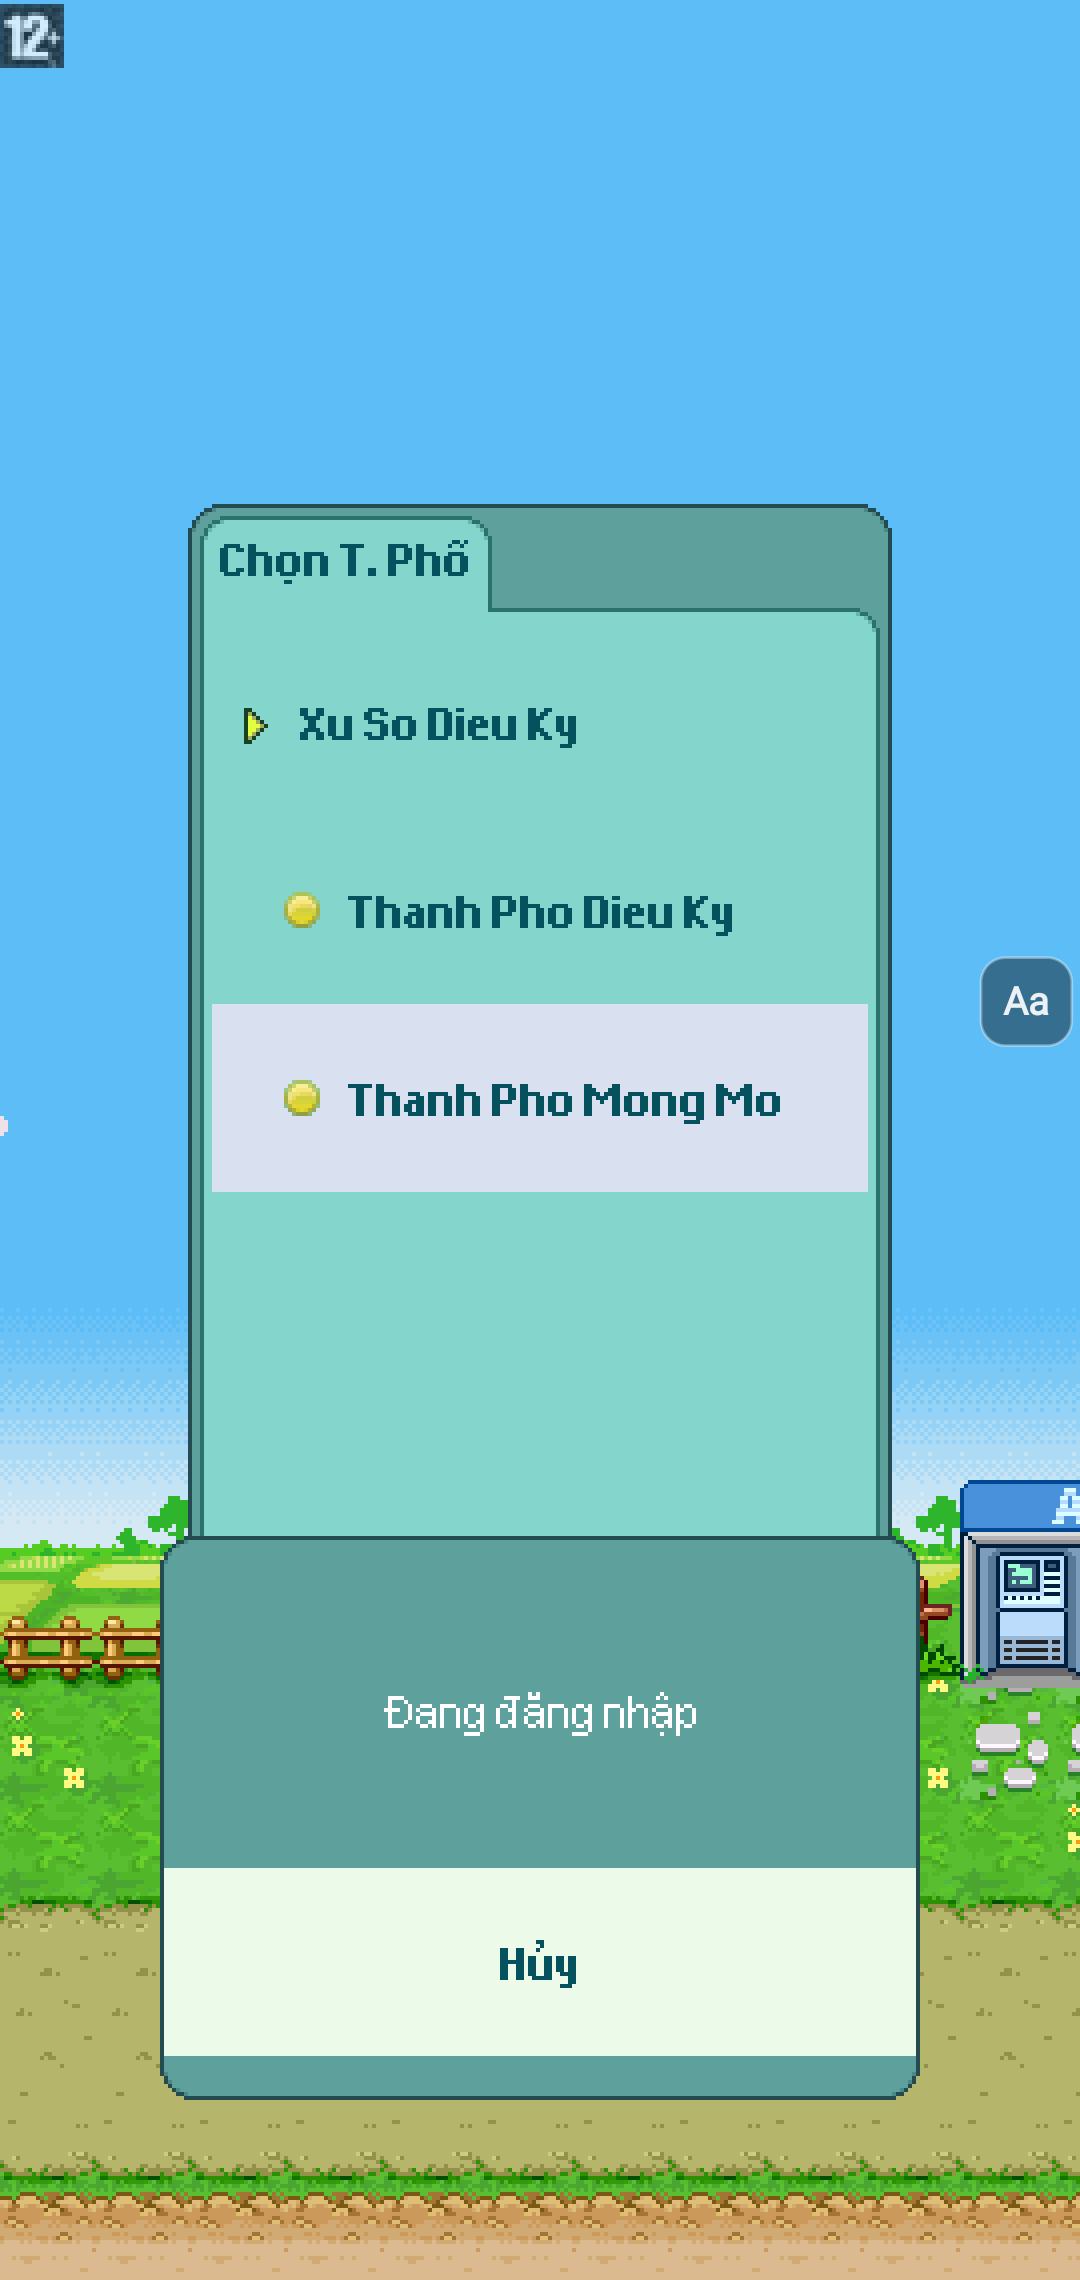 12+
Chọn T. Phố
Xu So Dieu Ky
Thanh Pho Dieu Ky
Thanh Pho Mong Mo
Aa
A
Đang đăng nhập
Hủy